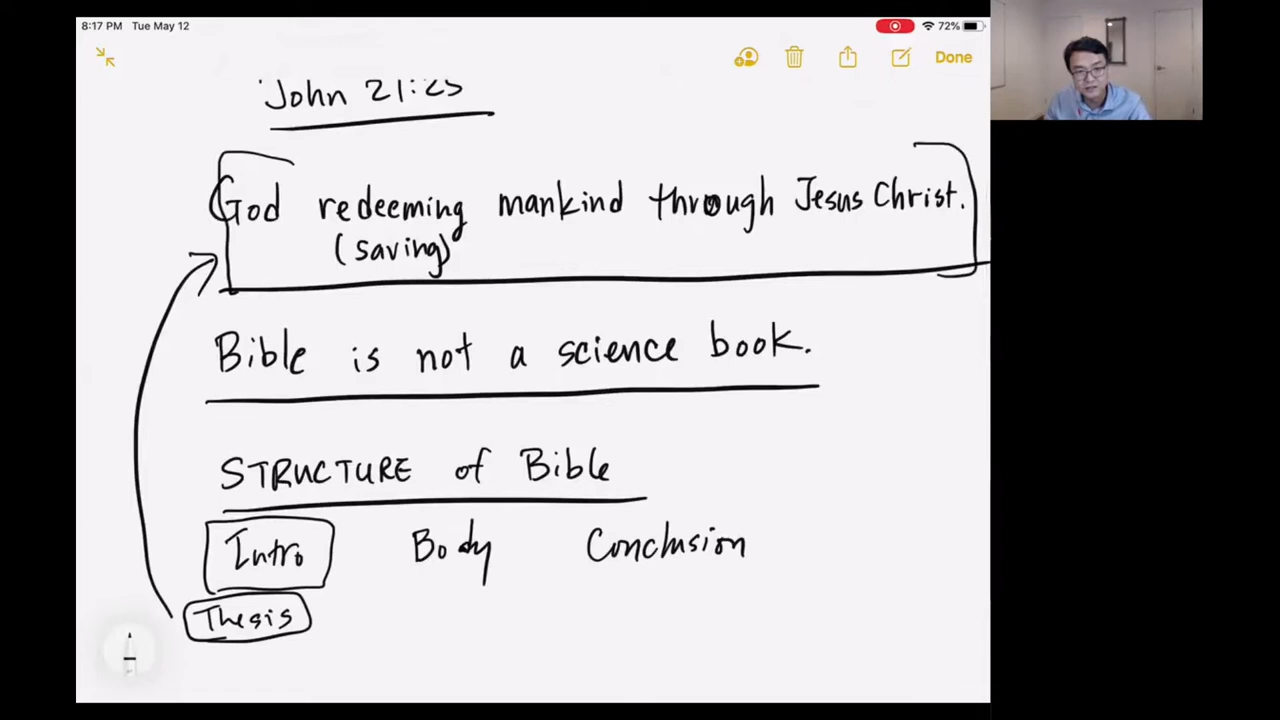 8:17 PM Tue May 12
72%
Done
John 21:25
God redeeming mankind through Jesus Christ.
(saving)
Bible is not a science book.
STRUCTURE of Bible
Intro Body Conclusion
Thesis